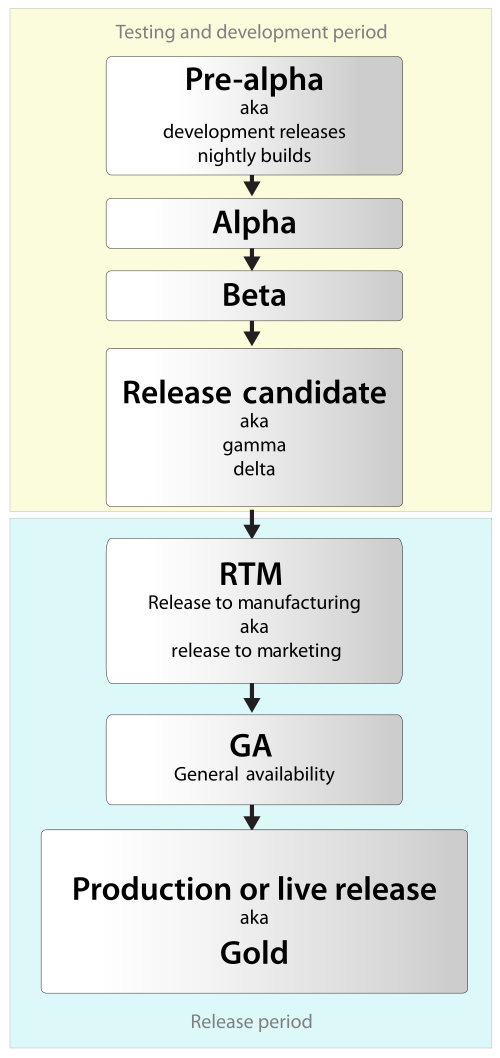 Testing and development period
Pre-alpha
aka
development releases
nightly builds
Alpha
Beta
Release candidate
aka
gamma
delta
RTM
Release to manufacturing
aka
release to marketing
GA
General availability
Production or live release
aka
Gold
Release period